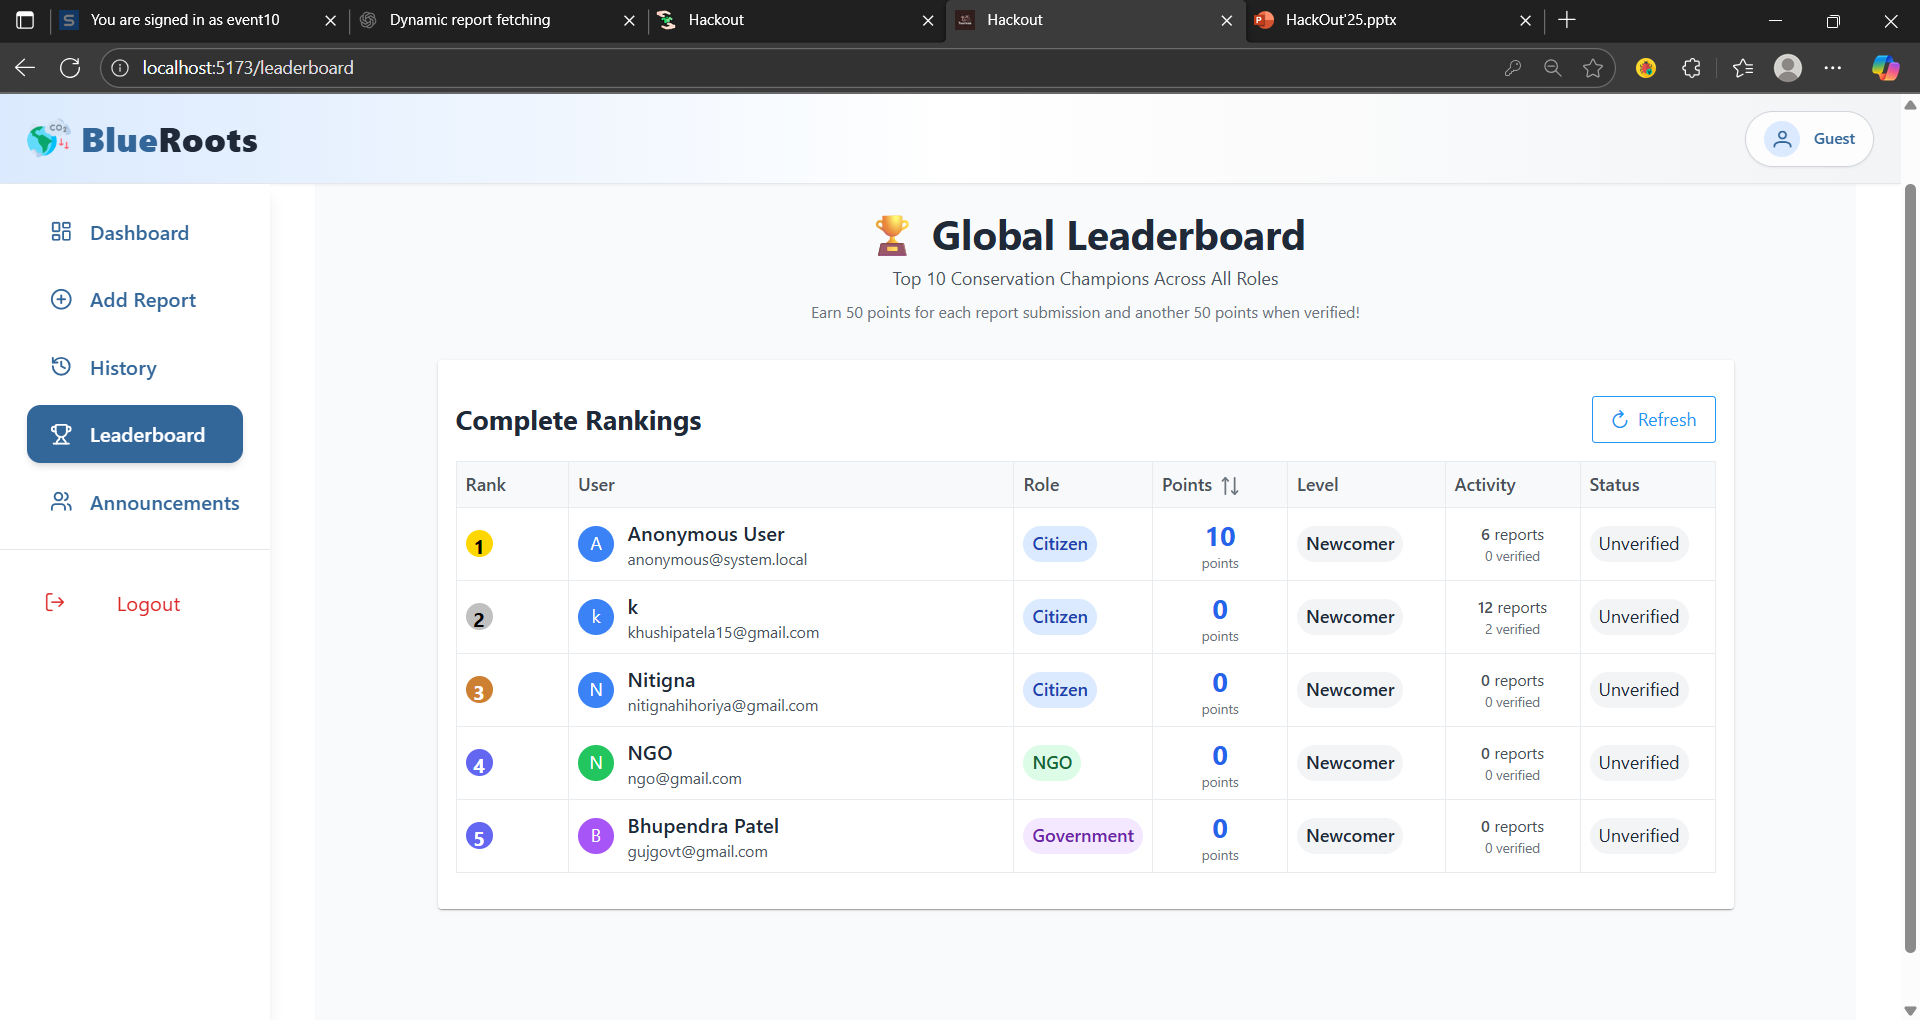 You are signed in as event10
Dynamic report fetching
Hackout
Hackout
HackOut'25.pptx
localhost:5173/leaderboard
BlueRoots
Guest
Dashboard
Add Report
History
Leaderboard
Announcements
Logout
🏆 Global Leaderboard
Top 10 Conservation Champions Across All Roles
Earn 50 points for each report submission and another 50 points when verified!
Complete Rankings
Refresh
Rank User Role Points Level Activity Status
1 A Anonymous User Citizen 10 Newcomer 6 reports Unverified
anonymous@system.local points 0 verified
2 k k Citizen 0 Newcomer 12 reports Unverified
khushipatela15@gmail.com points 2 verified
3 N Nitigna Citizen 0 Newcomer 0 reports Unverified
nitignahihoriya@gmail.com points 0 verified
4 N NGO NGO 0 Newcomer 0 reports Unverified
ngo@gmail.com points 0 verified
5 B Bhupendra Patel Government 0 Newcomer 0 reports Unverified
gujgovt@gmail.com points 0 verified